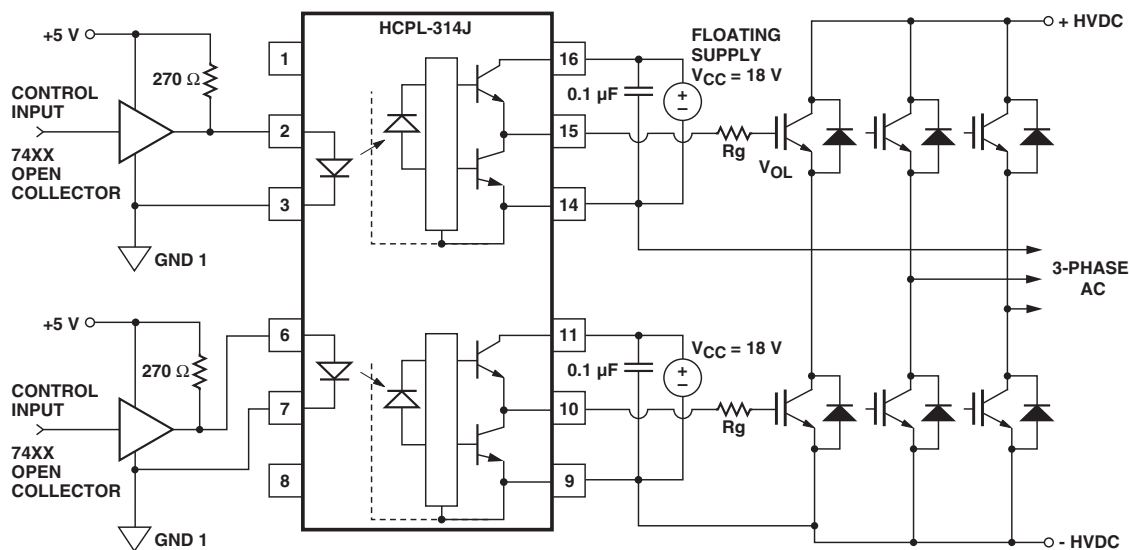 HCPL-314J
+ HVDC
+5 V
FLOATING
SUPPLY
VCC = 18 V
1
16
270 Ω
0.1 µF
+
−
CONTROL
INPUT
2
15
Rg
74XX
OPEN
COLLECTOR
VOL
3
14
GND 1
3-PHASE
AC
+5 V
6
11
VCC = 18 V
270 Ω
0.1 µF
+
−
CONTROL
INPUT
7
10
Rg
74XX
OPEN
COLLECTOR
8
9
GND 1
- HVDC